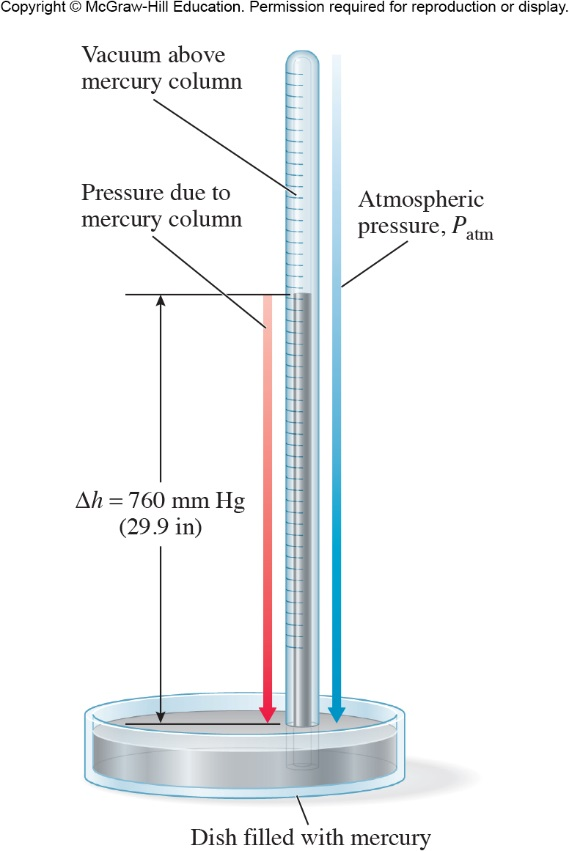 Copyright © McGraw-Hill Education. Permission required for reproduction or display.
Vacuum above
mercury column
Pressure due to
mercury column
Atmospheric
pressure, Patm
Δh = 760 mm Hg
(29.9 in)
Dish filled with mercury